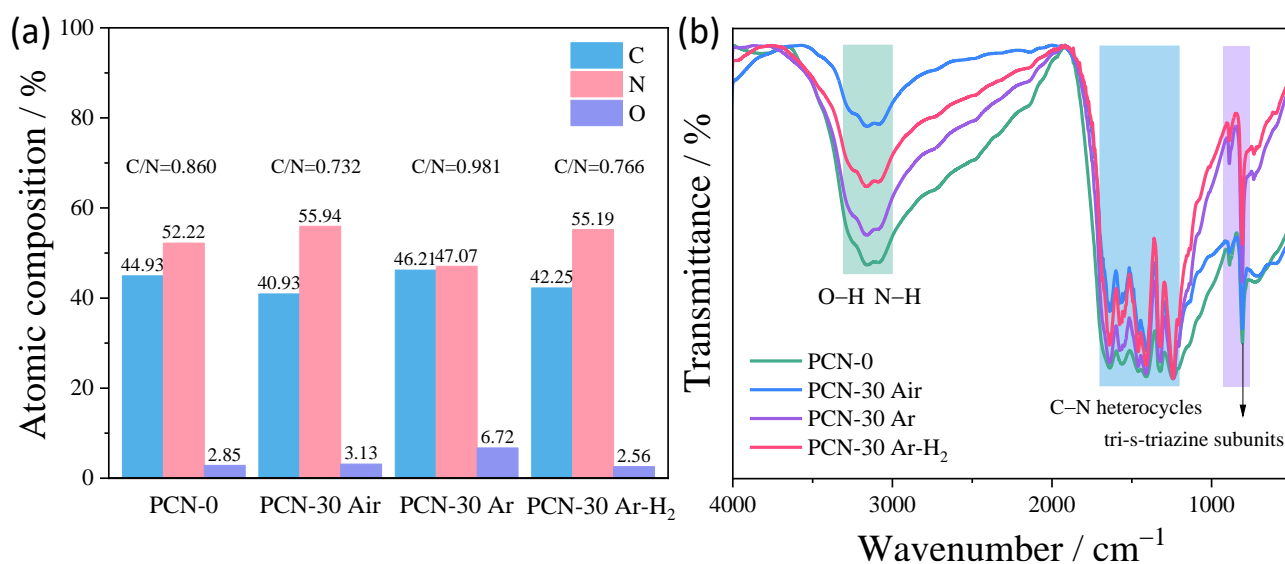 (a)
Atomic composition / %
100
80
60
40
20
0
C
N
O
C/N=0.860
C/N=0.732
C/N=0.981
C/N=0.766
44.93
52.22
2.85
40.93
55.94
3.13
46.21
47.07
6.72
42.25
55.19
2.56
PCN-0
PCN-30 Air
PCN-30 Ar
PCN-30 Ar-H₂
(b)
Transmittance / %
O–H N–H
PCN-0
PCN-30 Air
PCN-30 Ar
PCN-30 Ar-H₂
C–N heterocycles
tri-s-triazine subunits
4000
3000
2000
1000
Wavenumber / cm⁻¹